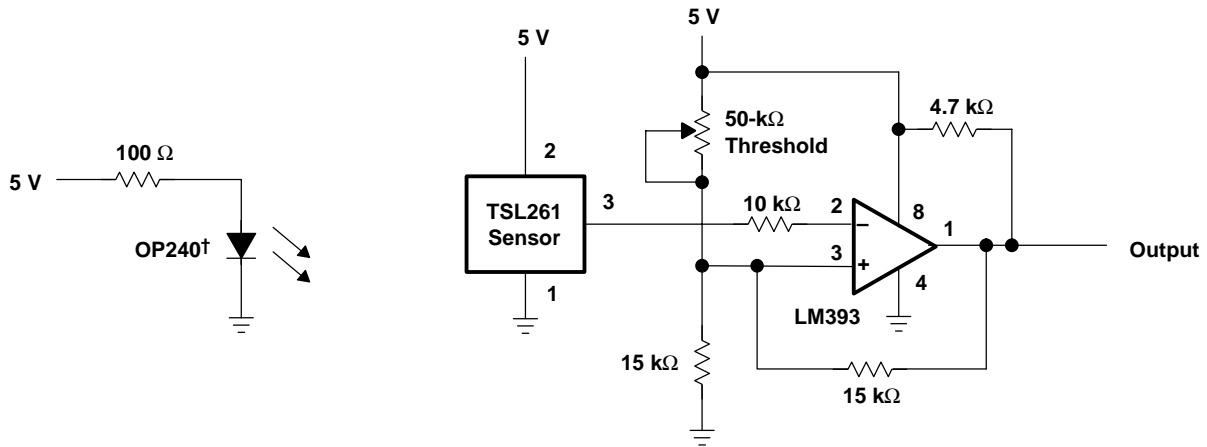 5 V
100 Ω
OP240†
5 V
2
TSL261
Sensor
3
1
5 V
50-kΩ
Threshold
4.7 kΩ
10 kΩ
2
−
3
+
8
1
4
LM393
15 kΩ
15 kΩ
Output